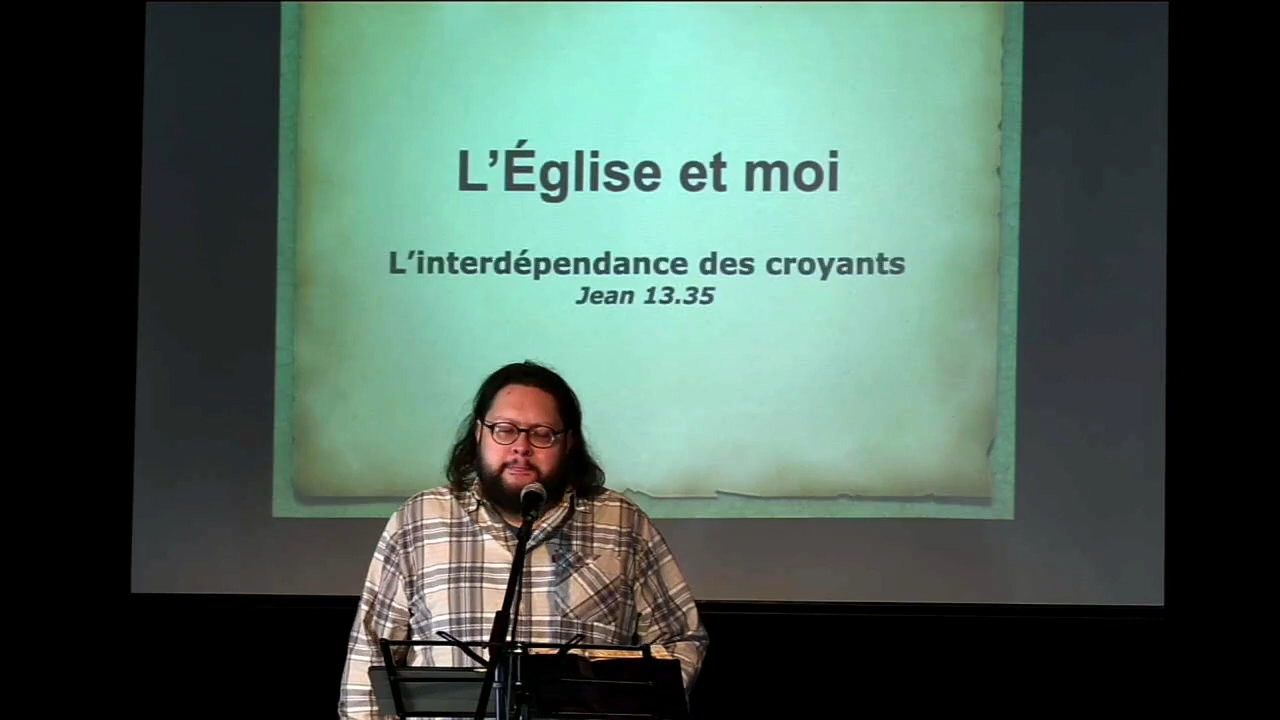 L’Église et moi
L’interdépendance des croyants
Jean 13.35